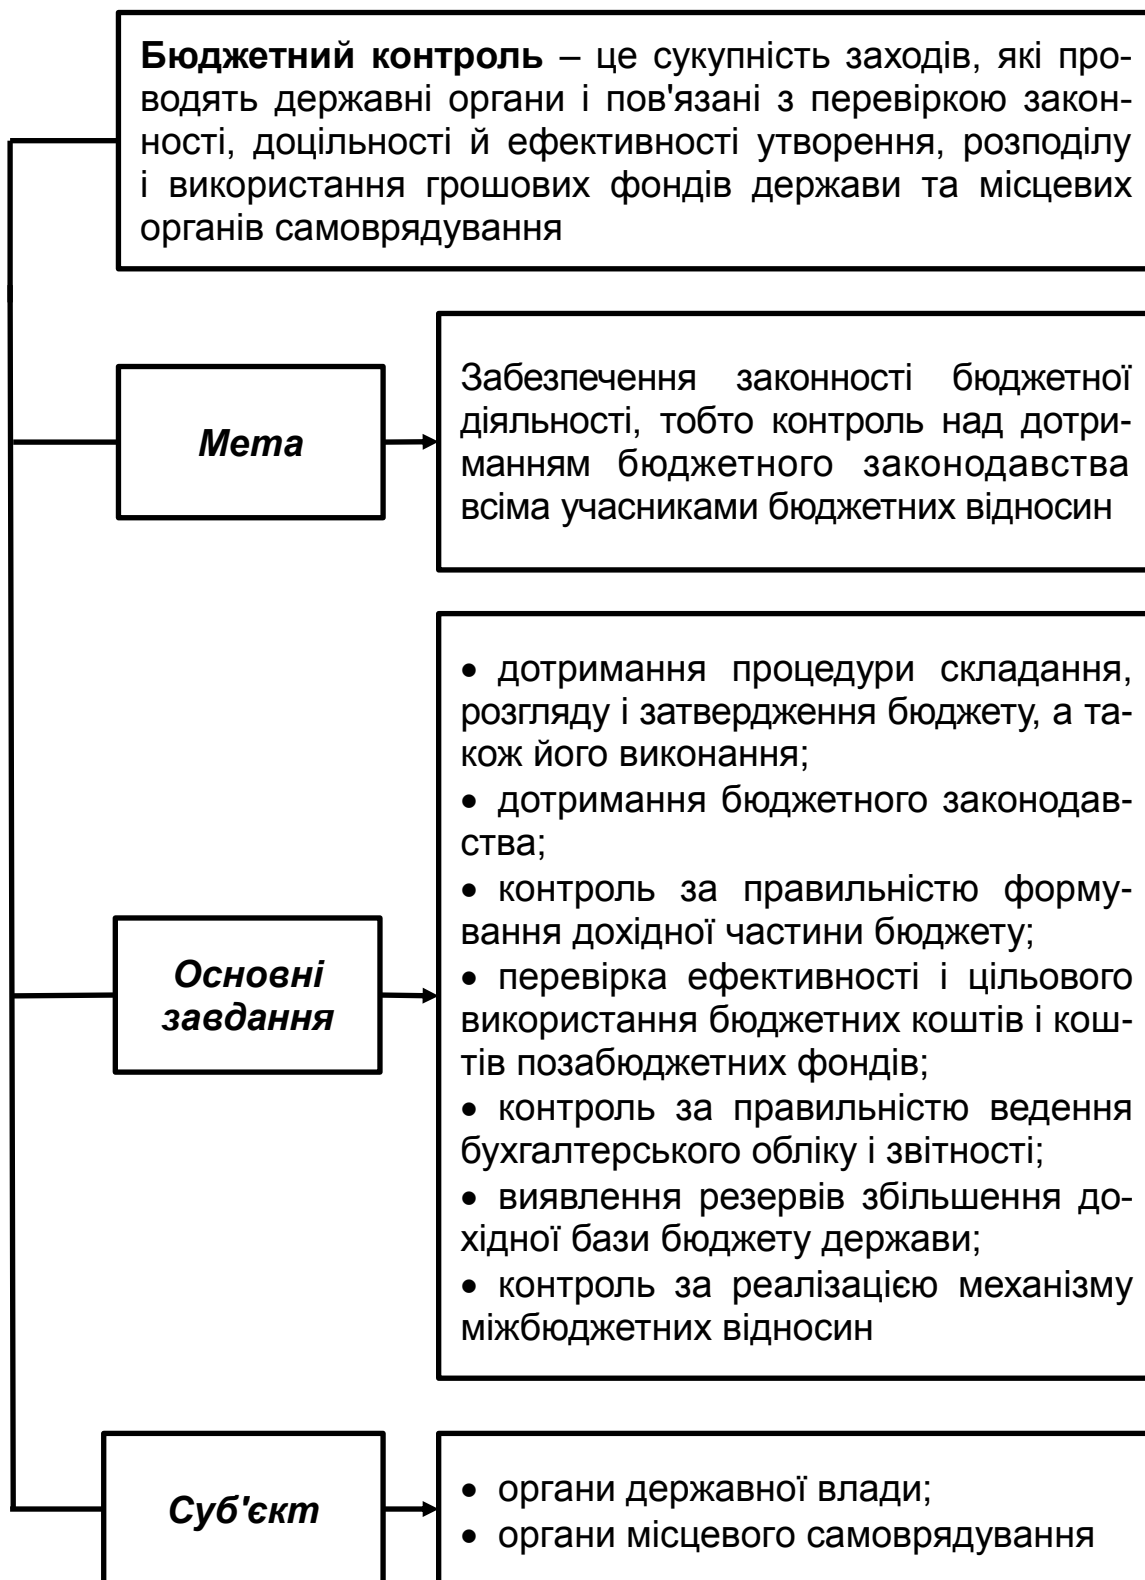 Бюджетний контроль – це сукупність заходів, які про-
водять державні органи і пов'язані з перевіркою закон-
ності, доцільності й ефективності утворення, розподілу
і використання грошових фондів держави та місцевих
органів самоврядування
Мета
Забезпечення законності бюджетної
діяльності, тобто контроль над дотри-
манням бюджетного законодавства
всіма учасниками бюджетних відносин
Основні
завдання
• дотримання процедури складання,
розгляду і затвердження бюджету, а та-
кож його виконання;
• дотримання бюджетного законодав-
ства;
• контроль за правильністю форму-
вання дохідної частини бюджету;
• перевірка ефективності і цільового
використання бюджетних коштів і кош-
тів позабюджетних фондів;
• контроль за правильністю ведення
бухгалтерського обліку і звітності;
• виявлення резервів збільшення до-
хідної бази бюджету держави;
• контроль за реалізацією механізму
міжбюджетних відносин
Суб'єкт
• органи державної влади;
• органи місцевого самоврядування